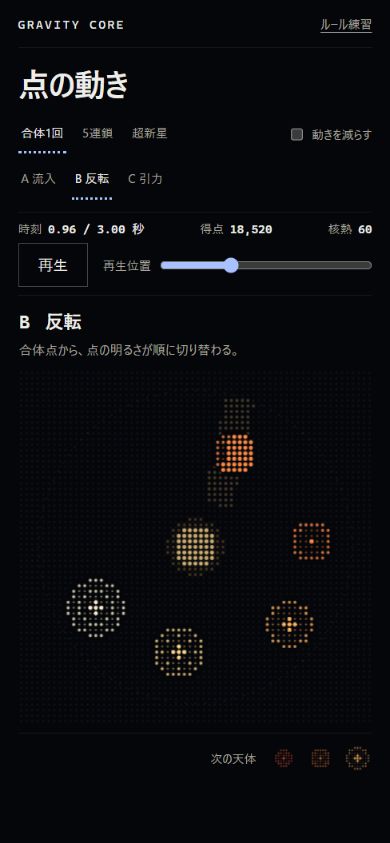 GRAVITY CORE
ルール練習
点の動き
合体1回 5連鎖 超新星
動きを減らす
A 流入 B 反転 C 引力
時刻 0.96 / 3.00 秒 得点 18,520 核熱 60
再生 再生位置
B 反転
合体点から、点の明るさが順に切り替わる。
次の天体